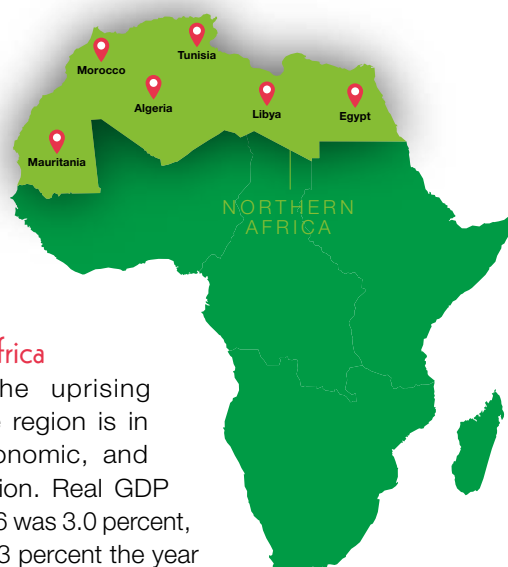 Tunisia
Morocco
Algeria
Libya
Egypt
Mauritania
NORTHERN
AFRICA
he uprising
region is in
onomic, and
ion. Real GDP
6 was 3.0 percent,
3 percent the year